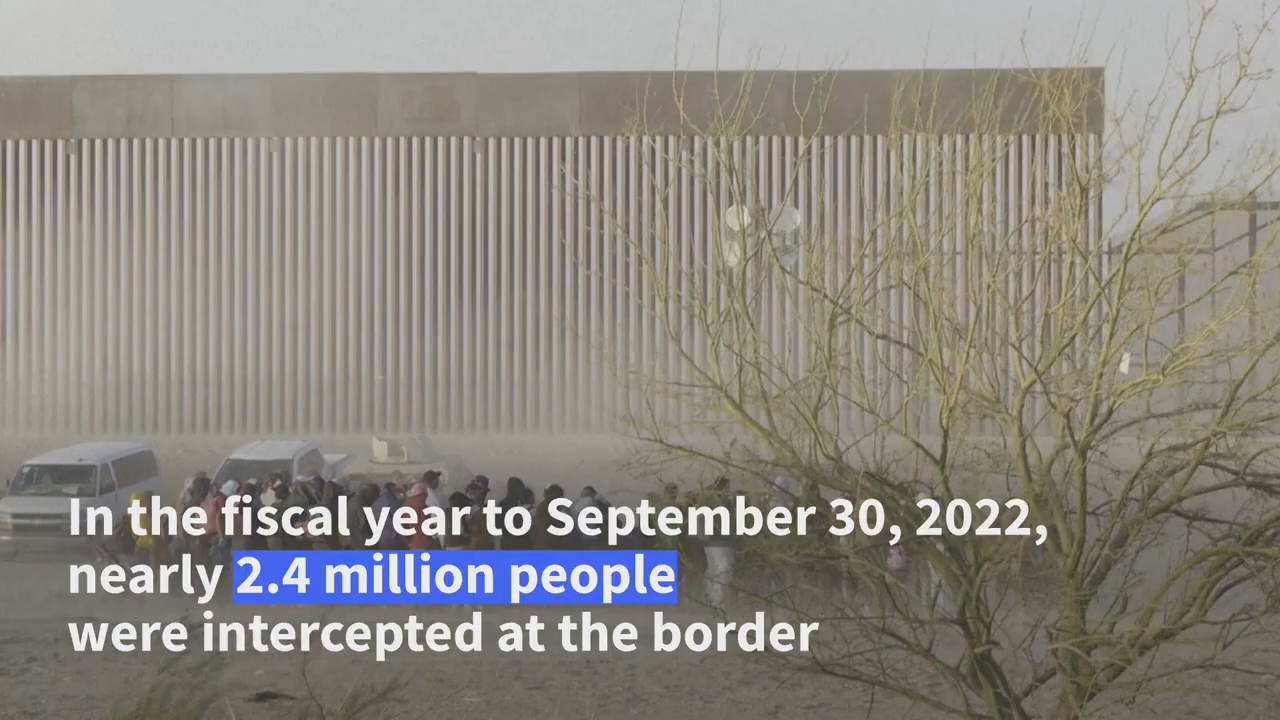 In the fiscal year to September 30, 2022,
nearly 2.4 million people
were intercepted at the border